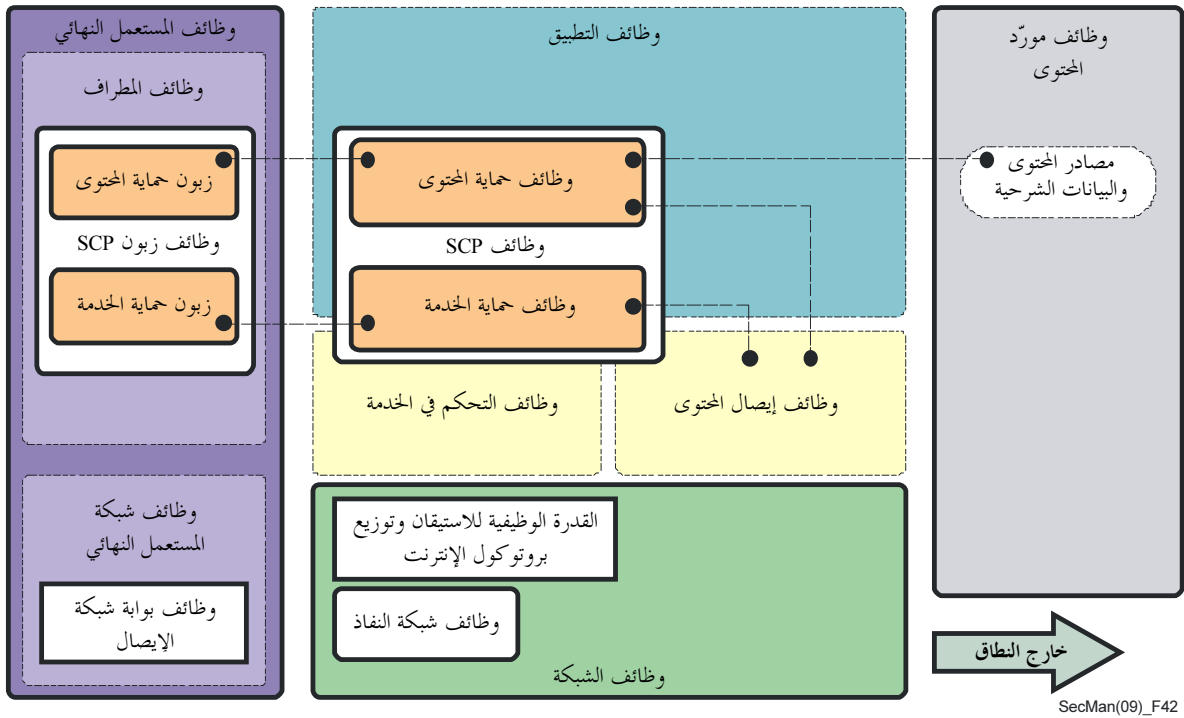 وظائف المستعمل النهائي
وظائف المطراف
زبون حماية المحتوى
وظائف زبون SCP
زبون حماية الخدمة
وظائف شبكة
المستعمل النهائي
وظائف بوابة شبكة
الإيصال
وظائف التطبيق
وظائف حماية المحتوى
وظائف SCP
وظائف حماية الخدمة
وظائف التحكم في الخدمة
وظائف إيصال المحتوى
القدرة الوظيفية للاستيقان وتوزيع
بروتوكول الإنترنت
وظائف شبكة النفاذ
وظائف الشبكة
وظائف مورّد
المحتوى
مصادر المحتوى
والبيانات الشرحية
خارج النطاق
SecMan(09)_F42